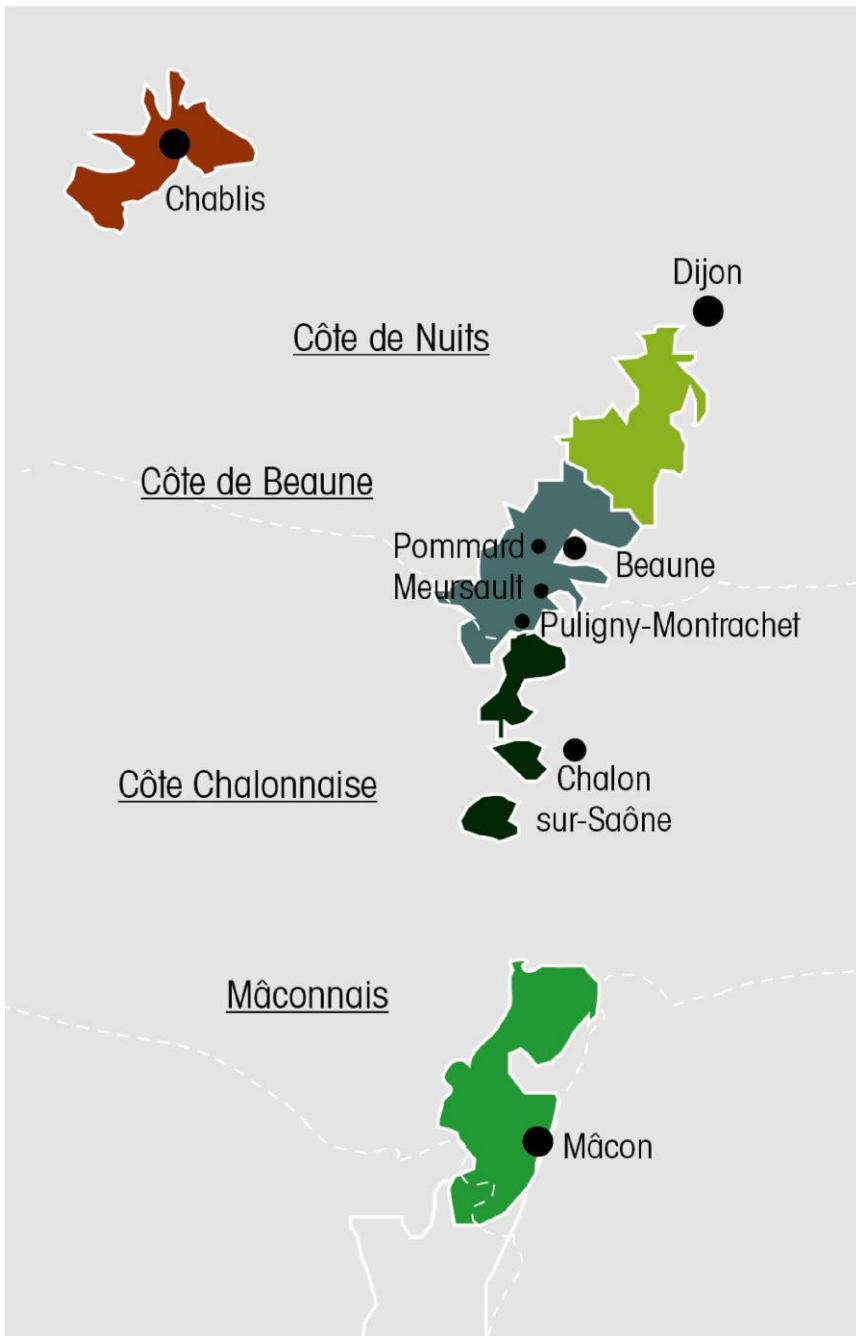 Chablis
Dijon
Côte de Nuits
Côte de Beaune
Pommard
Beaune
Meursault
Puligny-Montrachet
Côte Chalonnaise
Chalon
sur-Saône
Mâconnais
Mâcon